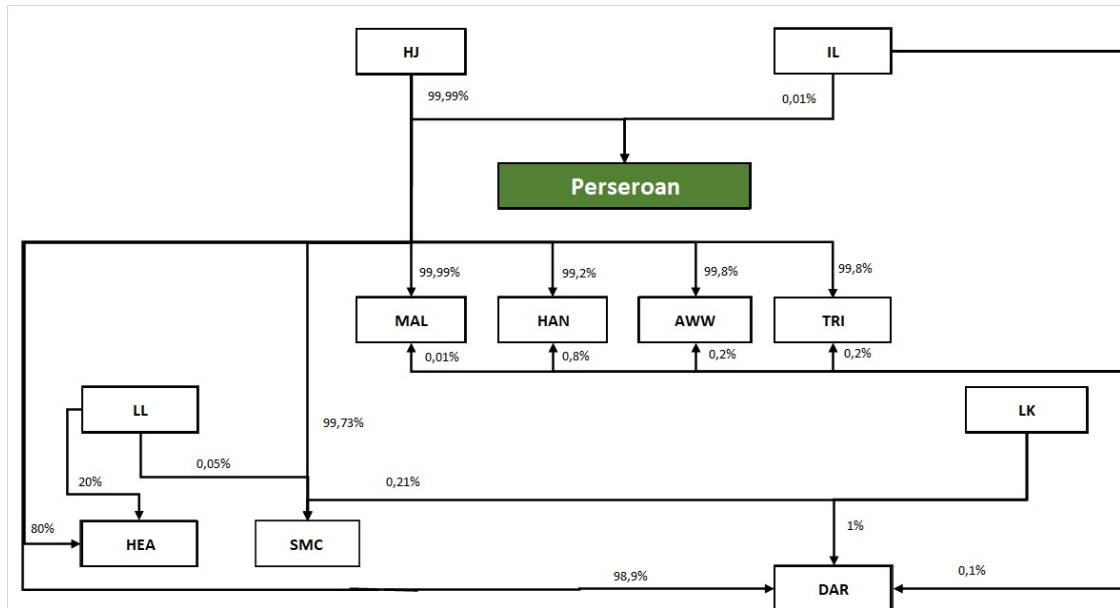 HJ
IL
99,99%
0,01%
Perseroan
99,99%
99,2%
99,8%
99,8%
MAL
HAN
AWW
TRI
0,01%
0,8%
0,2%
0,2%
LL
LK
99,73%
0,05%
20%
0,21%
80%
1%
HEA
SMC
98,9%
0,1%
DAR